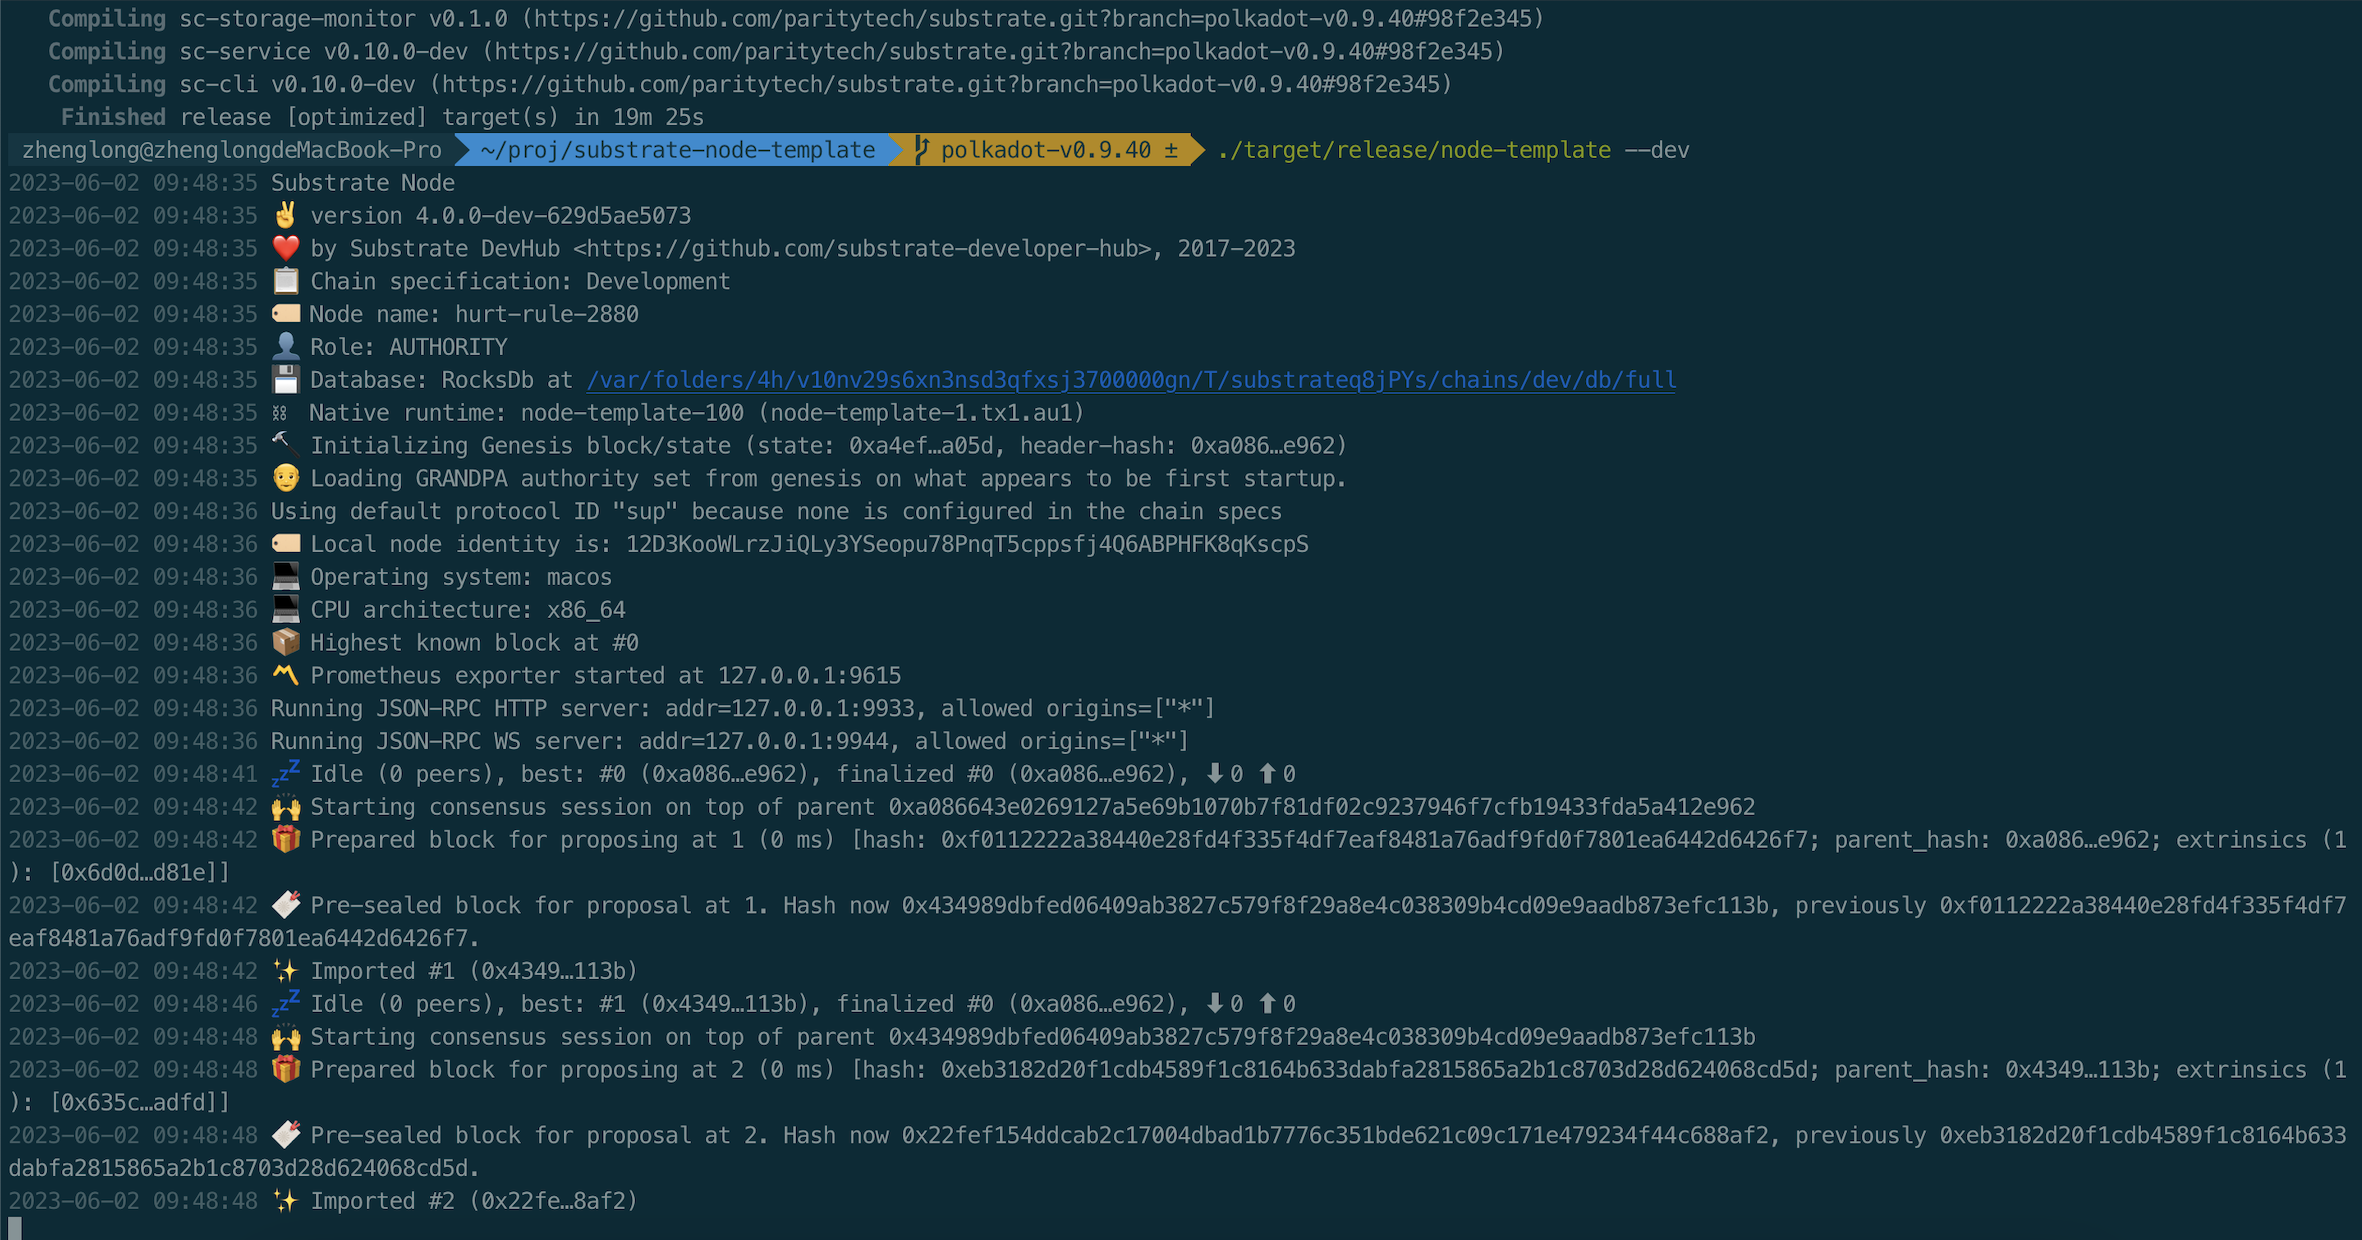 Compiling sc-storage-monitor v0.1.0 (https://github.com/paritytech/substrate.git?branch=polkadot-v0.9.40#98f2e345)
Compiling sc-service v0.10.0-dev (https://github.com/paritytech/substrate.git?branch=polkadot-v0.9.40#98f2e345)
Compiling sc-cli v0.10.0-dev (https://github.com/paritytech/substrate.git?branch=polkadot-v0.9.40#98f2e345)
Finished release [optimized] target(s) in 19m 25s
zhenglong@zhenglongdeMacBook-Pro ~/proj/substrate-node-template polkadot-v0.9.40 ± ./target/release/node-template --dev
2023-06-02 09:48:35 Substrate Node
2023-06-02 09:48:35 ✌️ version 4.0.0-dev-629d5ae5073
2023-06-02 09:48:35 ❤️ by Substrate DevHub <https://github.com/substrate-developer-hub>, 2017-2023
2023-06-02 09:48:35 📋 Chain specification: Development
2023-06-02 09:48:35 🏷 Node name: hurt-rule-2880
2023-06-02 09:48:35 👤 Role: AUTHORITY
2023-06-02 09:48:35 💾 Database: RocksDb at /var/folders/4h/v10nv29s6xn3nsd3qfxsj3700000gn/T/substrateq8jPYs/chains/dev/db/full
2023-06-02 09:48:35 ⛓ Native runtime: node-template-100 (node-template-1.tx1.au1)
2023-06-02 09:48:35 🔨 Initializing Genesis block/state (state: 0xa4ef…a05d, header-hash: 0xa086…e962)
2023-06-02 09:48:35 👴 Loading GRANDPA authority set from genesis on what appears to be first startup.
2023-06-02 09:48:36 Using default protocol ID "sup" because none is configured in the chain specs
2023-06-02 09:48:36 🏷 Local node identity is: 12D3KooWLrzJiQLy3YSeopu78PnqT5cppsfj4Q6ABPHFK8qKscpS
2023-06-02 09:48:36 💻 Operating system: macos
2023-06-02 09:48:36 💻 CPU architecture: x86_64
2023-06-02 09:48:36 📦 Highest known block at #0
2023-06-02 09:48:36 〽️ Prometheus exporter started at 127.0.0.1:9615
2023-06-02 09:48:36 Running JSON-RPC HTTP server: addr=127.0.0.1:9933, allowed origins=["*"]
2023-06-02 09:48:36 Running JSON-RPC WS server: addr=127.0.0.1:9944, allowed origins=["*"]
2023-06-02 09:48:41 💤 Idle (0 peers), best: #0 (0xa086…e962), finalized #0 (0xa086…e962), ⬇ 0 ⬆ 0
2023-06-02 09:48:42 🙌 Starting consensus session on top of parent 0xa086643e0269127a5e69b1070b7f81df02c9237946f7cfb19433fda5a412e962
2023-06-02 09:48:42 🎁 Prepared block for proposing at 1 (0 ms) [hash: 0xf0112222a38440e28fd4f335f4df7eaf8481a76adf9fd0f7801ea6442d6426f7; parent_hash: 0xa086…e962; extrinsics (1
): [0x6d0d…d81e]]
2023-06-02 09:48:42 🔖 Pre-sealed block for proposal at 1. Hash now 0x434989dbfed06409ab3827c579f8f29a8e4c038309b4cd09e9aadb873efc113b, previously 0xf0112222a38440e28fd4f335f4df7
eaf8481a76adf9fd0f7801ea6442d6426f7.
2023-06-02 09:48:42 ✨ Imported #1 (0x4349…113b)
2023-06-02 09:48:46 💤 Idle (0 peers), best: #1 (0x4349…113b), finalized #0 (0xa086…e962), ⬇ 0 ⬆ 0
2023-06-02 09:48:48 🙌 Starting consensus session on top of parent 0x434989dbfed06409ab3827c579f8f29a8e4c038309b4cd09e9aadb873efc113b
2023-06-02 09:48:48 🎁 Prepared block for proposing at 2 (0 ms) [hash: 0xeb3182d20f1cdb4589f1c8164b633dabfa2815865a2b1c8703d28d624068cd5d; parent_hash: 0x4349…113b; extrinsics (1
): [0x635c…adfd]]
2023-06-02 09:48:48 🔖 Pre-sealed block for proposal at 2. Hash now 0x22fef154ddcab2c17004dbad1b7776c351bde621c09c171e479234f44c688af2, previously 0xeb3182d20f1cdb4589f1c8164b633
dabfa2815865a2b1c8703d28d624068cd5d.
2023-06-02 09:48:48 ✨ Imported #2 (0x22fe…8af2)